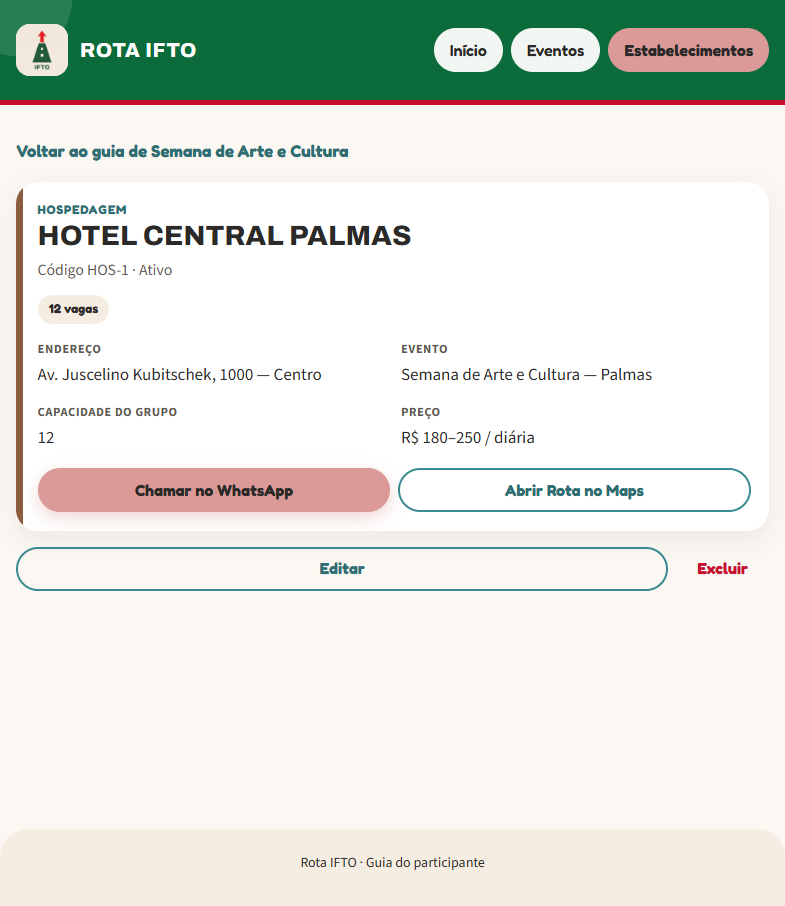 IFTO
ROTA IFTO
Início
Eventos
Estabelecimentos
Voltar ao guia de Semana de Arte e Cultura
HOSPEDAGEM
HOTEL CENTRAL PALMAS
Código HOS-1 · Ativo
12 vagas
ENDEREÇO
Av. Juscelino Kubitschek, 1000 — Centro
EVENTO
Semana de Arte e Cultura — Palmas
CAPACIDADE DO GRUPO
12
PREÇO
R$ 180–250 / diária
Chamar no WhatsApp
Abrir Rota no Maps
Editar
Excluir
Rota IFTO · Guia do participante